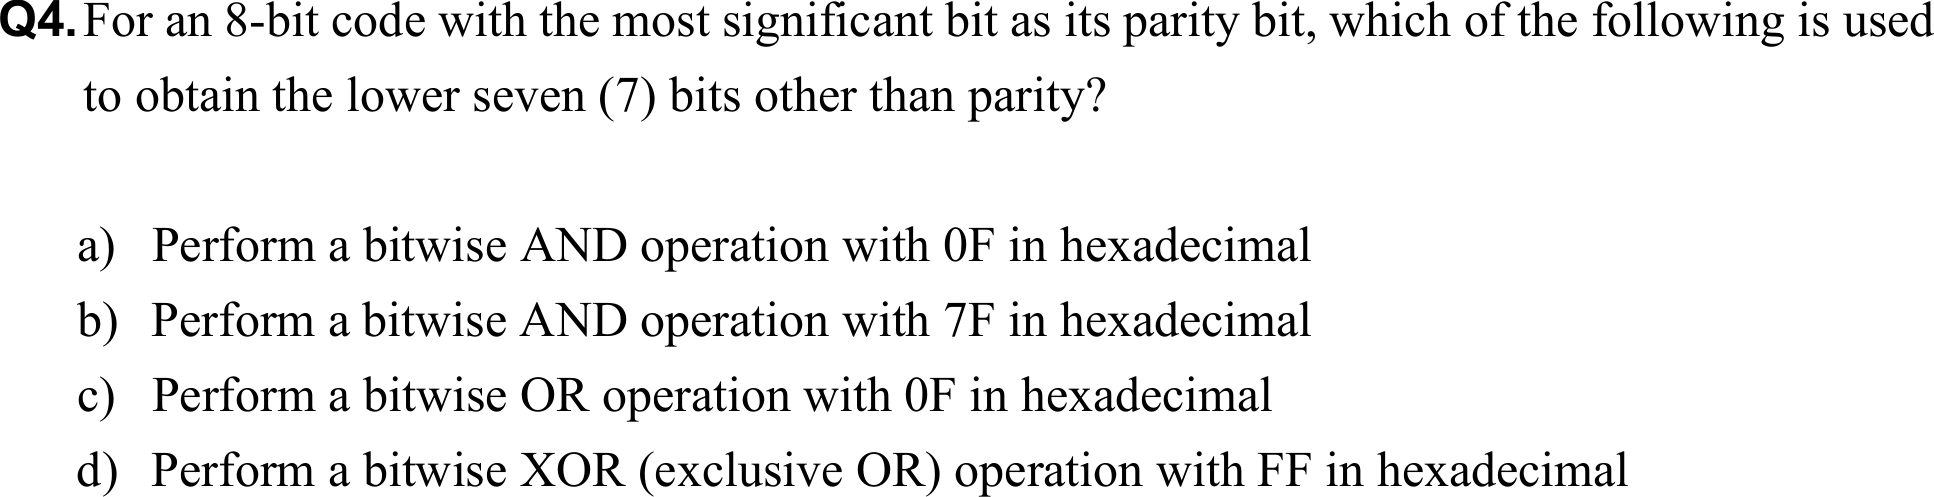 Q4. For an 8-bit code with the most significant bit as its parity bit, which of the following is used
to obtain the lower seven (7) bits other than parity?
a) Perform a bitwise AND operation with 0F in hexadecimal
b) Perform a bitwise AND operation with 7F in hexadecimal
c) Perform a bitwise OR operation with 0F in hexadecimal
d) Perform a bitwise XOR (exclusive OR) operation with FF in hexadecimal